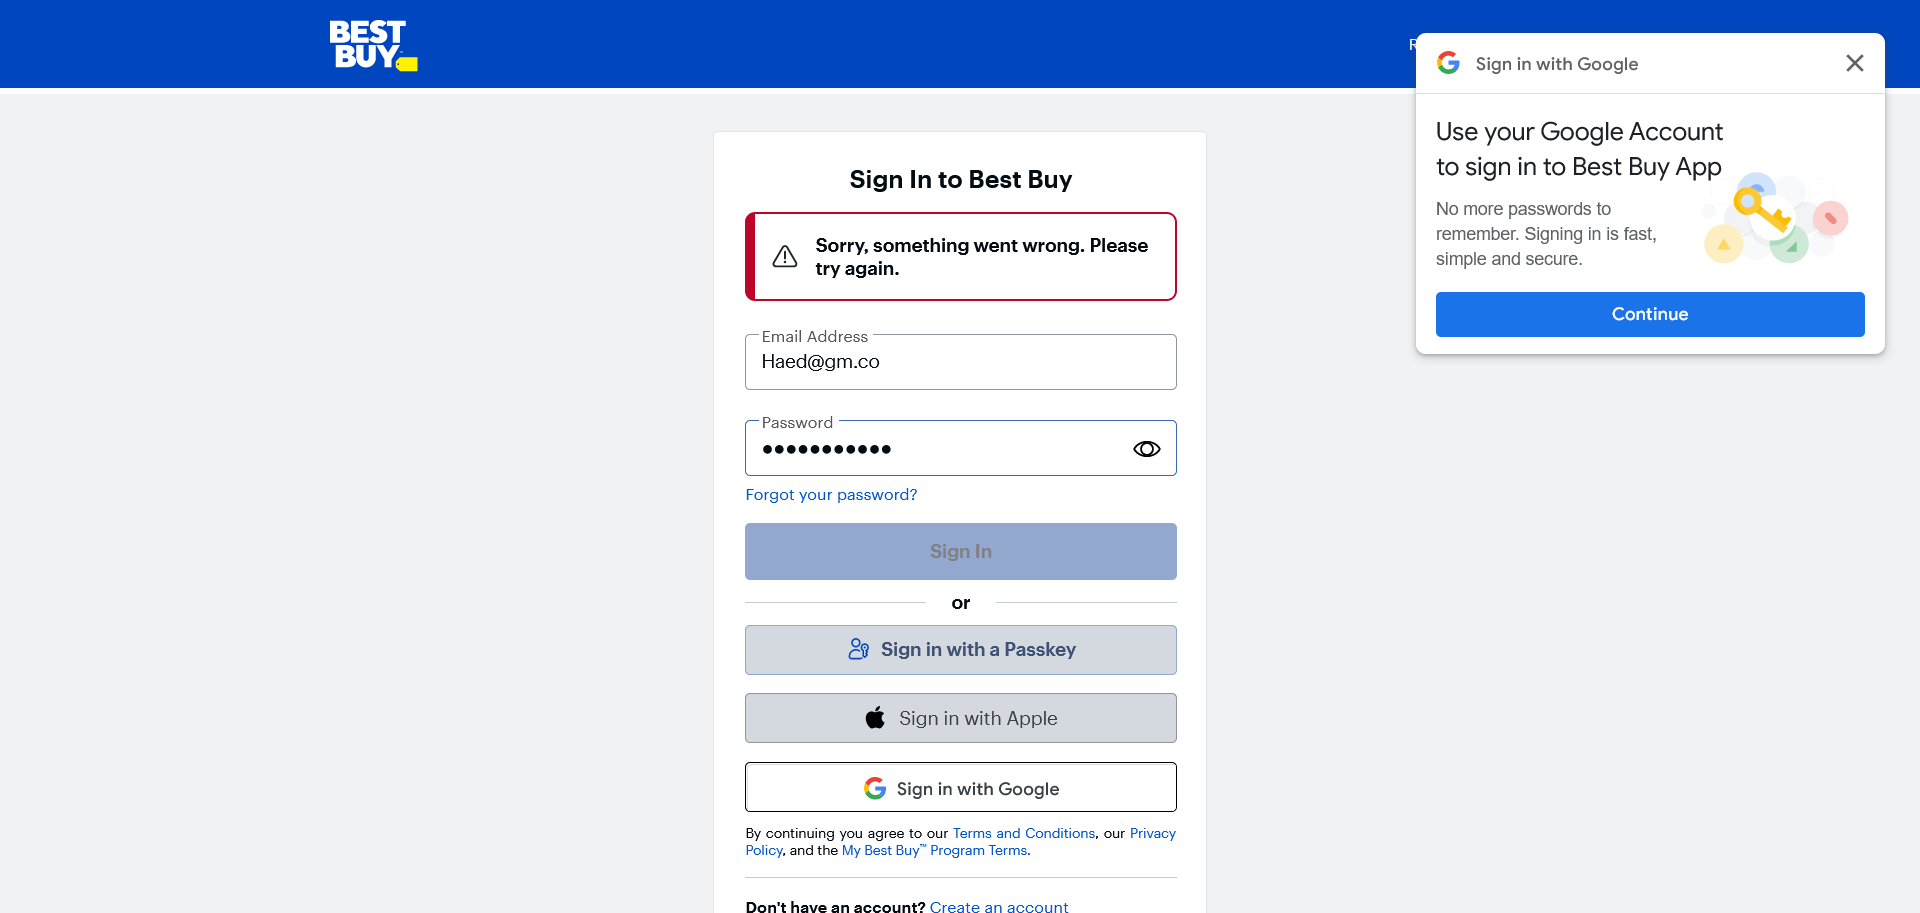 BEST
BUY
R
Sign in with Google
Use your Google Account
to sign in to Best Buy App
No more passwords to
remember. Signing in is fast,
simple and secure.
Continue
Sign In to Best Buy
Sorry, something went wrong. Please
try again.
Email Address
Haed@gm.co
Password
Forgot your password?
Sign In
or
Sign in with a Passkey
Sign in with Apple
Sign in with Google
By continuing you agree to our Terms and Conditions, our Privacy
Policy, and the My Best Buy™ Program Terms.
Don't have an account? Create an account